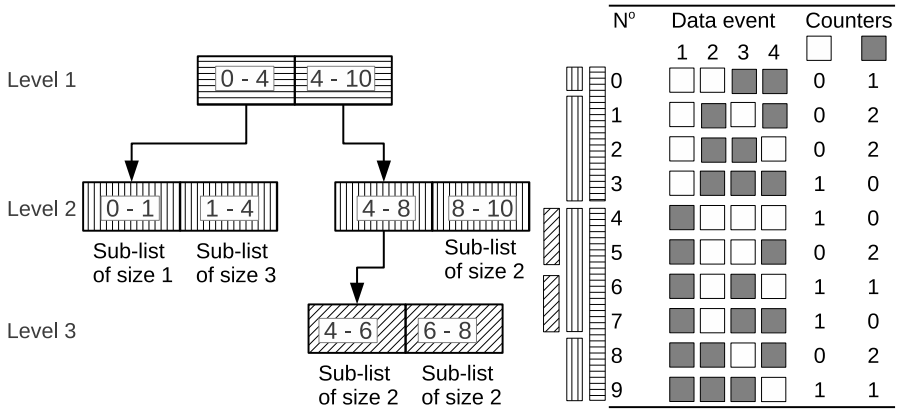 Level 1
0 - 4 4 - 10
Level 2
0 - 1 1 - 4 4 - 8 8 - 10
Sub-list
of size 1
Sub-list
of size 3
Sub-list
of size 2
Level 3
4 - 6 6 - 8
Sub-list
of size 2
Sub-list
of size 2
Nº Data event Counters
1 2 3 4
0 0 1
1 0 2
2 0 2
3 1 0
4 1 0
5 0 2
6 1 1
7 1 0
8 0 2
9 1 1